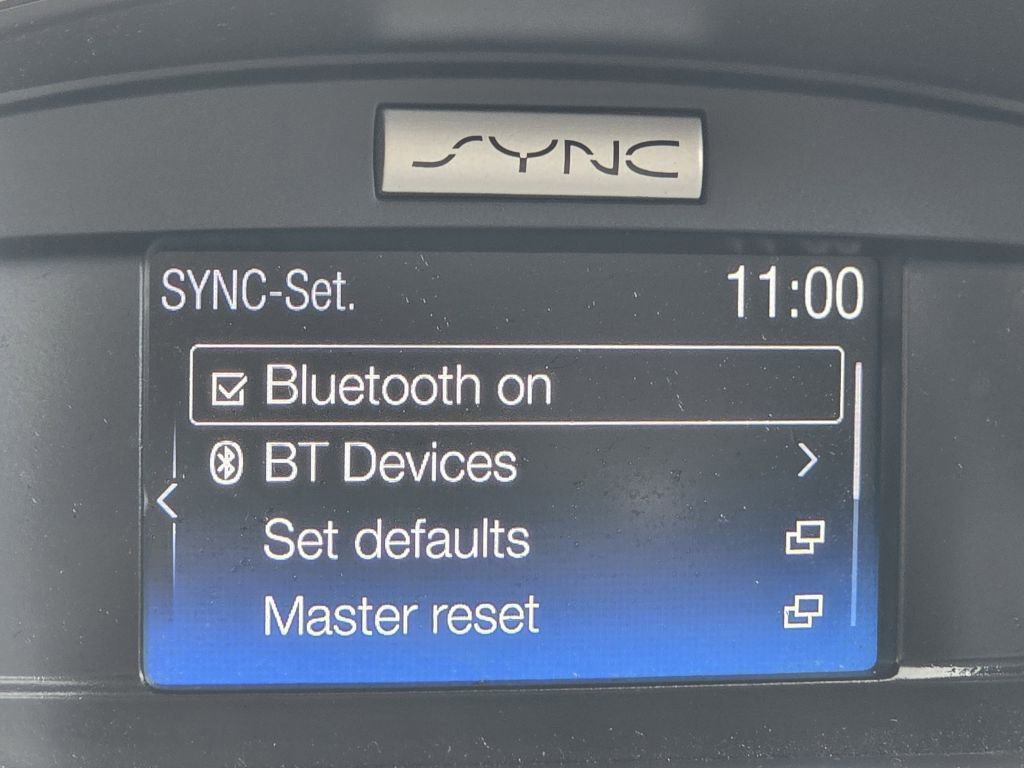 SYNC
SYNC-Set. 11:00
Bluetooth on
BT Devices
Set defaults
Master reset